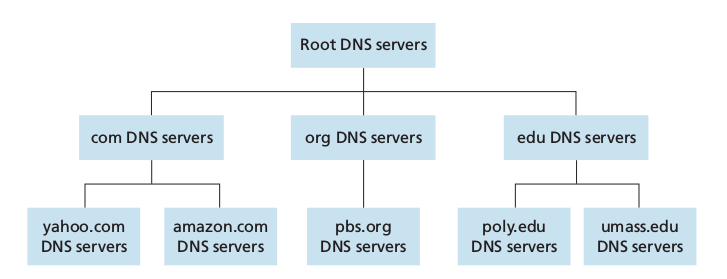 Root DNS servers
com DNS servers
org DNS servers
edu DNS servers
yahoo.com
DNS servers
amazon.com
DNS servers
pbs.org
DNS servers
poly.edu
DNS servers
umass.edu
DNS servers